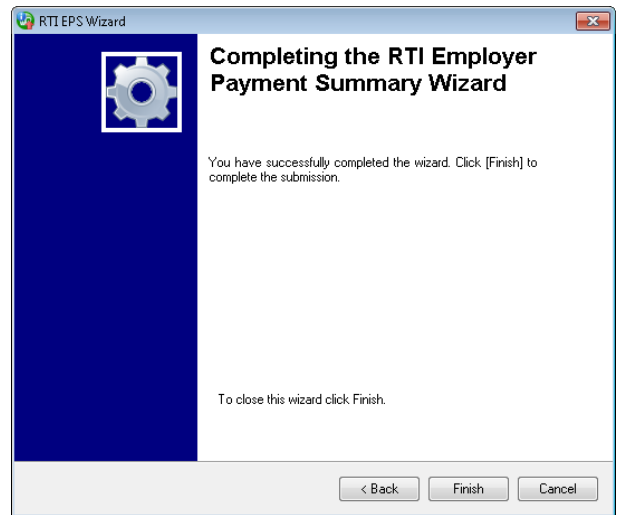 RTI EPS Wizard
Completing the RTI Employer
Payment Summary Wizard
You have successfully completed the wizard. Click [Finish] to
complete the submission.
To close this wizard click Finish.
< Back
Finish
Cancel